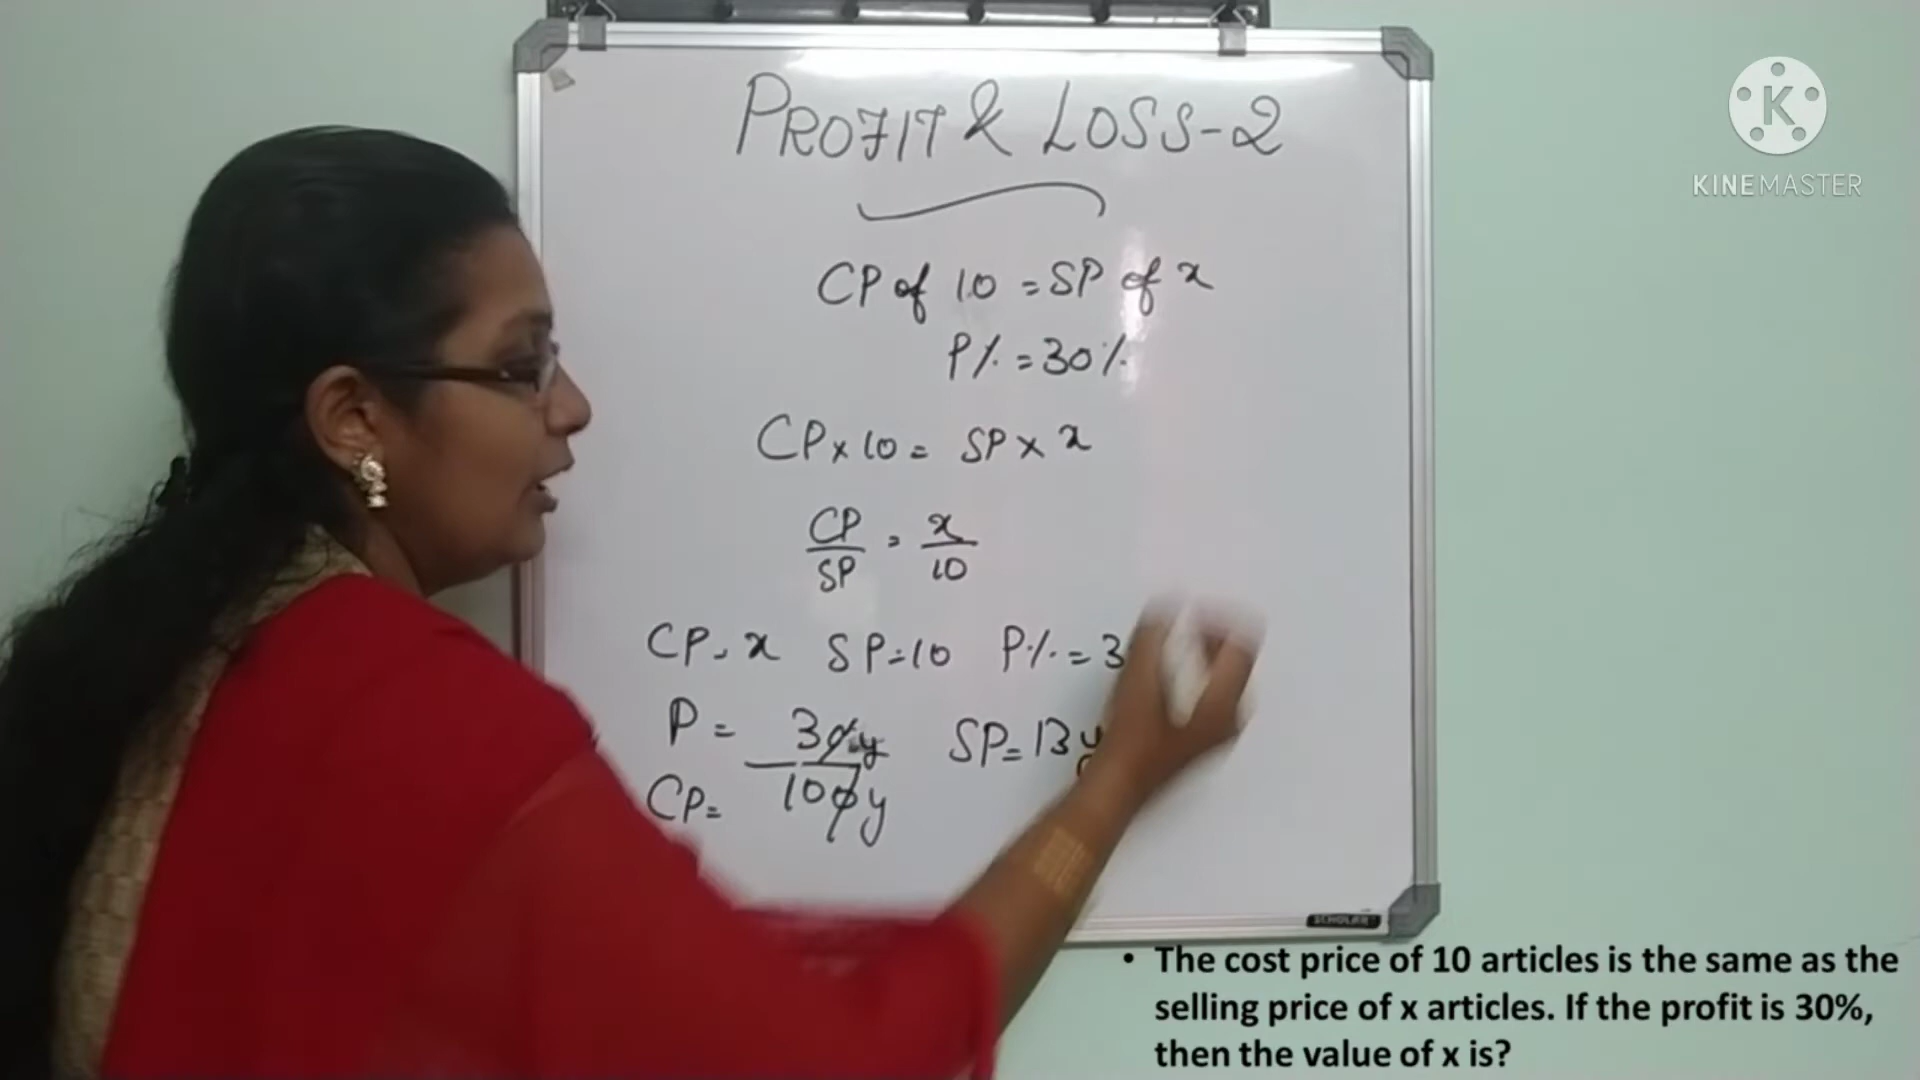 PROFIT & LOSS-2
CP of 10 = SP of x
P% = 30%
CP x 10 = SP x x
CP/SP = x/10
CP = x SP = 10 P% = 3
P = 30y SP = 13y
CP = 100y
SCHOLAR
K
KINEMASTER
• The cost price of 10 articles is the same as the
selling price of x articles. If the profit is 30%,
then the value of x is?